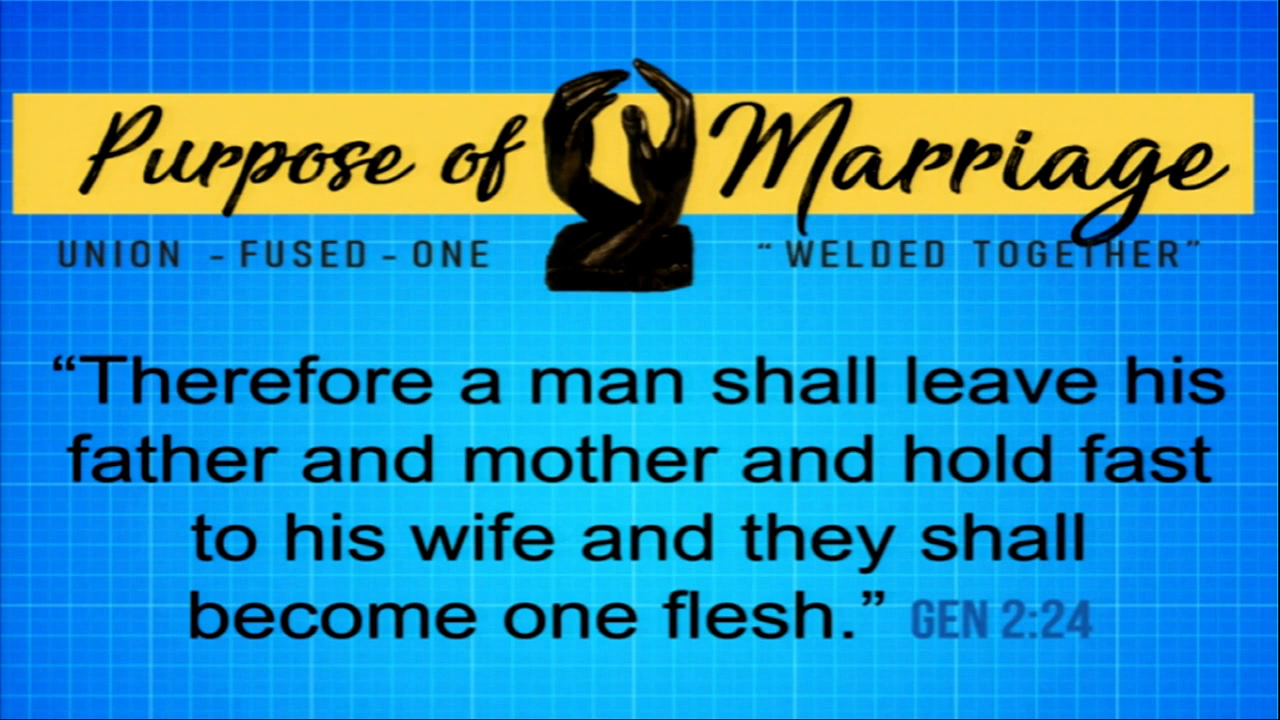 Purpose of Marriage
UNION - FUSED - ONE “WELDED TOGETHER”
“Therefore a man shall leave his
father and mother and hold fast
to his wife and they shall
become one flesh.” GEN 2:24